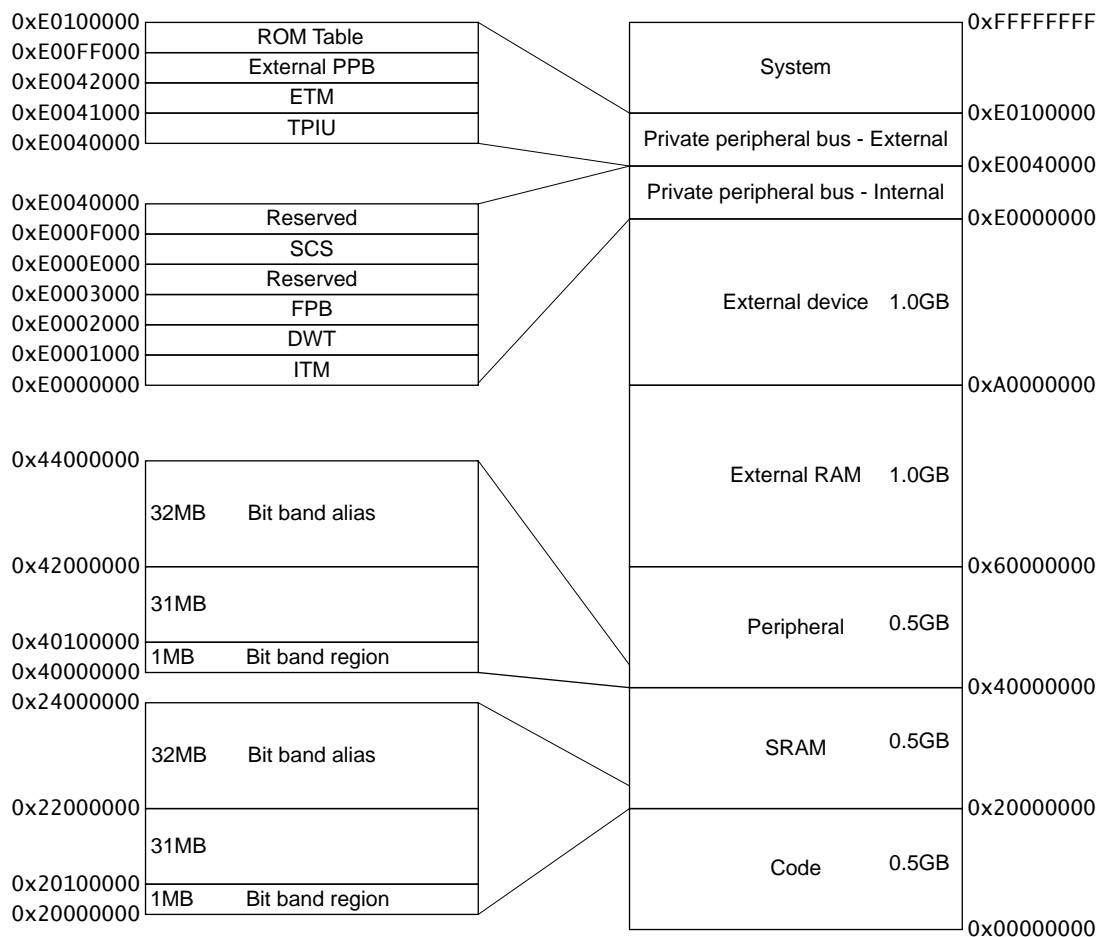 0xE0100000
ROM Table
0xE00FF000
External PPB
0xE0042000
ETM
0xE0041000
TPIU
0xE0040000
0xE0040000
Reserved
0xE000F000
SCS
0xE000E000
Reserved
0xE0003000
FPB
0xE0002000
DWT
0xE0001000
ITM
0xE0000000
0x44000000
32MB Bit band alias
0x42000000
31MB
0x40100000
1MB Bit band region
0x40000000
0x24000000
32MB Bit band alias
0x22000000
31MB
0x20100000
1MB Bit band region
0x20000000
0xFFFFFFFF
System
0xE0100000
Private peripheral bus - External
0xE0040000
Private peripheral bus - Internal
0xE0000000
External device 1.0GB
0xA0000000
External RAM 1.0GB
0x60000000
Peripheral 0.5GB
0x40000000
SRAM 0.5GB
0x20000000
Code 0.5GB
0x00000000